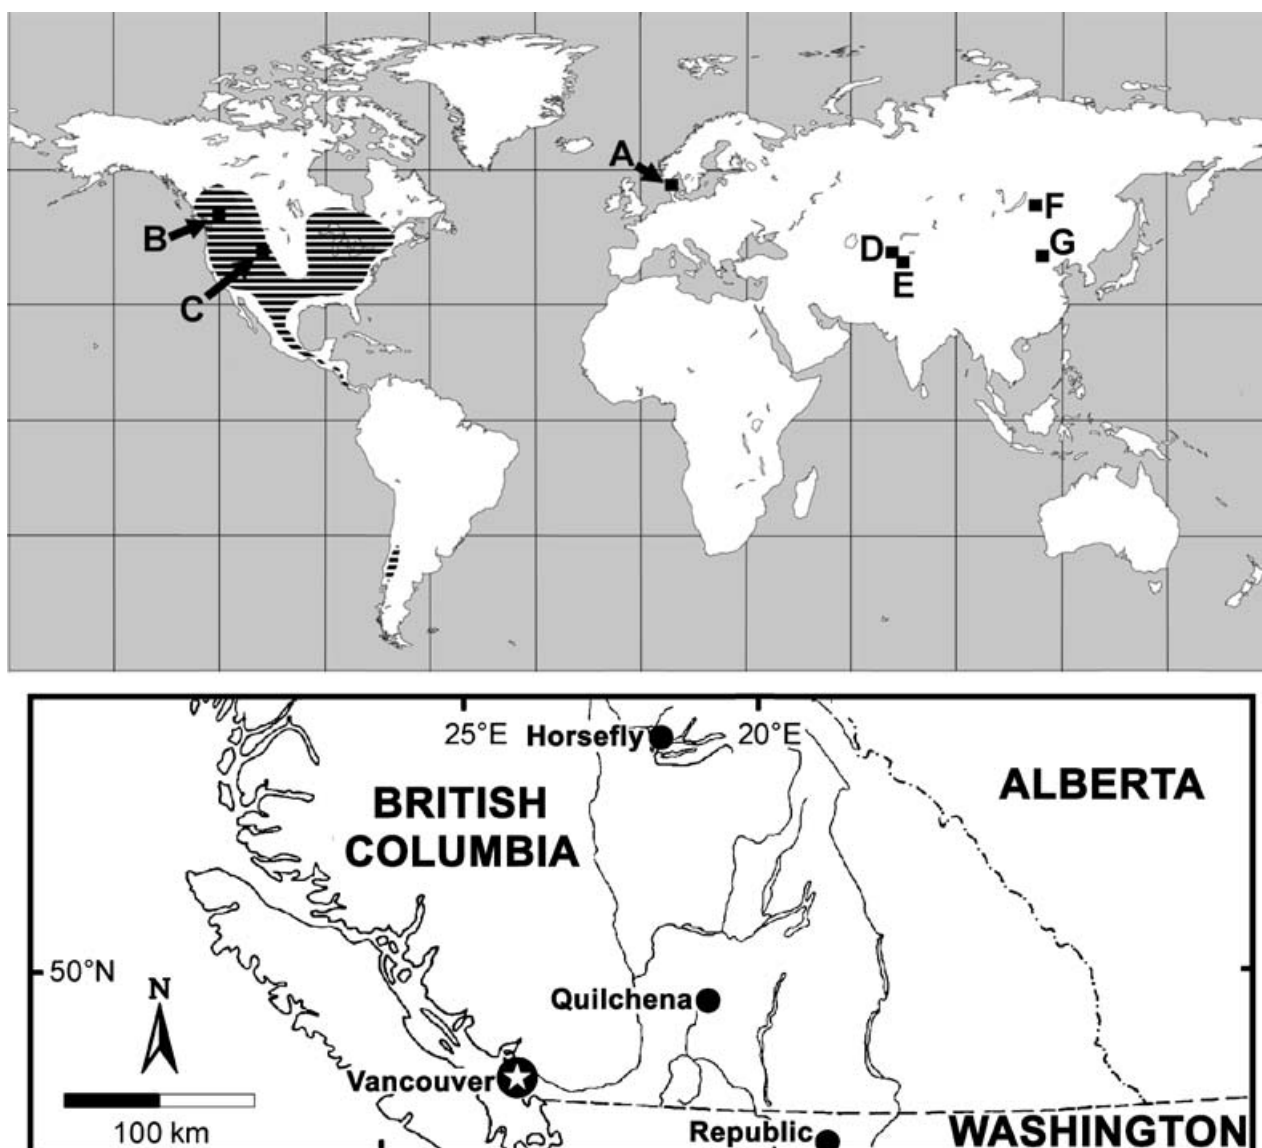 A
B
C
D
E
F
G
25°E
Horsefly
20°E
BRITISH
COLUMBIA
ALBERTA
50°N
N
Quilchena
Vancouver
100 km
Republic
WASHINGTON